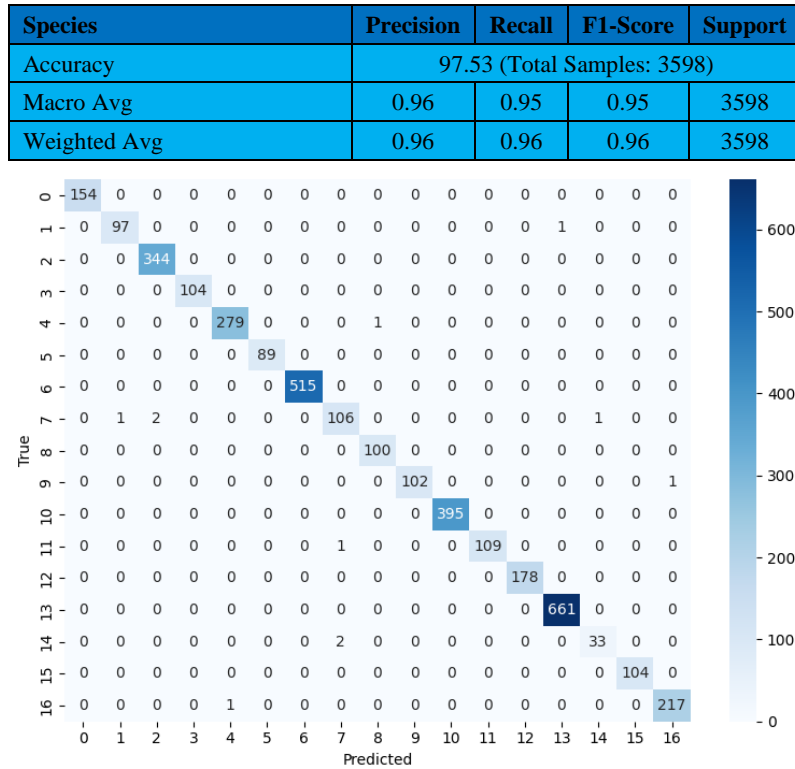 Species Precision Recall F1-Score Support
Accuracy 97.53 (Total Samples: 3598)
Macro Avg 0.96 0.95 0.95 3598
Weighted Avg 0.96 0.96 0.96 3598
0 154 0 0 0 0 0 0 0 0 0 0 0 0 0 0 0 0
1 0 97 0 0 0 0 0 0 0 0 0 0 0 1 0 0 0
600
2 0 0 344 0 0 0 0 0 0 0 0 0 0 0 0 0 0
3 0 0 0 104 0 0 0 0 0 0 0 0 0 0 0 0 0
500
4 0 0 0 0 279 0 0 0 1 0 0 0 0 0 0 0 0
5 0 0 0 0 0 89 0 0 0 0 0 0 0 0 0 0 0
6 0 0 0 0 0 0 515 0 0 0 0 0 0 0 0 0 0
400
7 0 1 2 0 0 0 0 106 0 0 0 0 0 0 1 0 0
True
8 0 0 0 0 0 0 0 0 100 0 0 0 0 0 0 0 0
9 0 0 0 0 0 0 0 0 0 102 0 0 0 0 0 0 1
300
10 0 0 0 0 0 0 0 0 0 0 395 0 0 0 0 0 0
11 0 0 0 0 0 0 0 1 0 0 0 109 0 0 0 0 0
200
12 0 0 0 0 0 0 0 0 0 0 0 0 178 0 0 0 0
13 0 0 0 0 0 0 0 0 0 0 0 0 0 661 0 0 0
14 0 0 0 0 0 0 0 2 0 0 0 0 0 0 33 0 0
100
15 0 0 0 0 0 0 0 0 0 0 0 0 0 0 0 104 0
16 0 0 0 0 1 0 0 0 0 0 0 0 0 0 0 0 217
0
0 1 2 3 4 5 6 7 8 9 10 11 12 13 14 15 16
Predicted